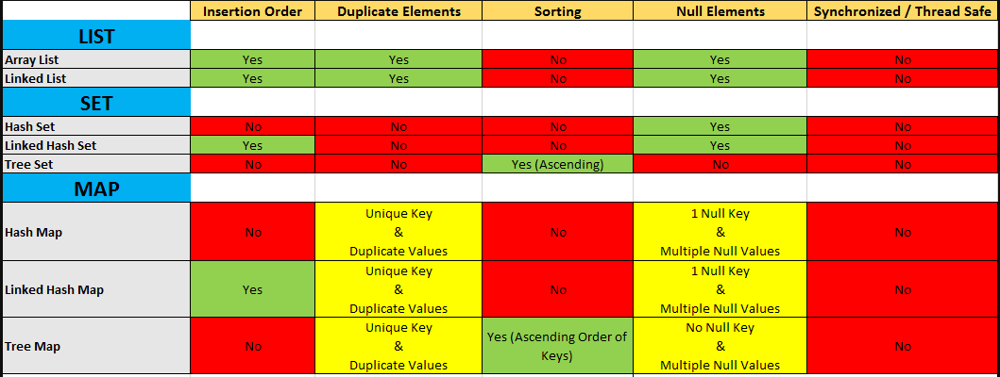 Insertion Order Duplicate Elements Sorting Null Elements Synchronized / Thread Safe
LIST
Array List Yes Yes No Yes No
Linked List Yes Yes No Yes No
SET
Hash Set No No No Yes No
Linked Hash Set Yes No No Yes No
Tree Set No No Yes (Ascending) No No
MAP
Unique Key 1 Null Key
Hash Map No & No & No
Duplicate Values Multiple Null Values
Unique Key 1 Null Key
Linked Hash Map Yes & No & No
Duplicate Values Multiple Null Values
Unique Key Yes (Ascending Order of No Null Key
Tree Map No & Keys) & No
Duplicate Values Multiple Null Values